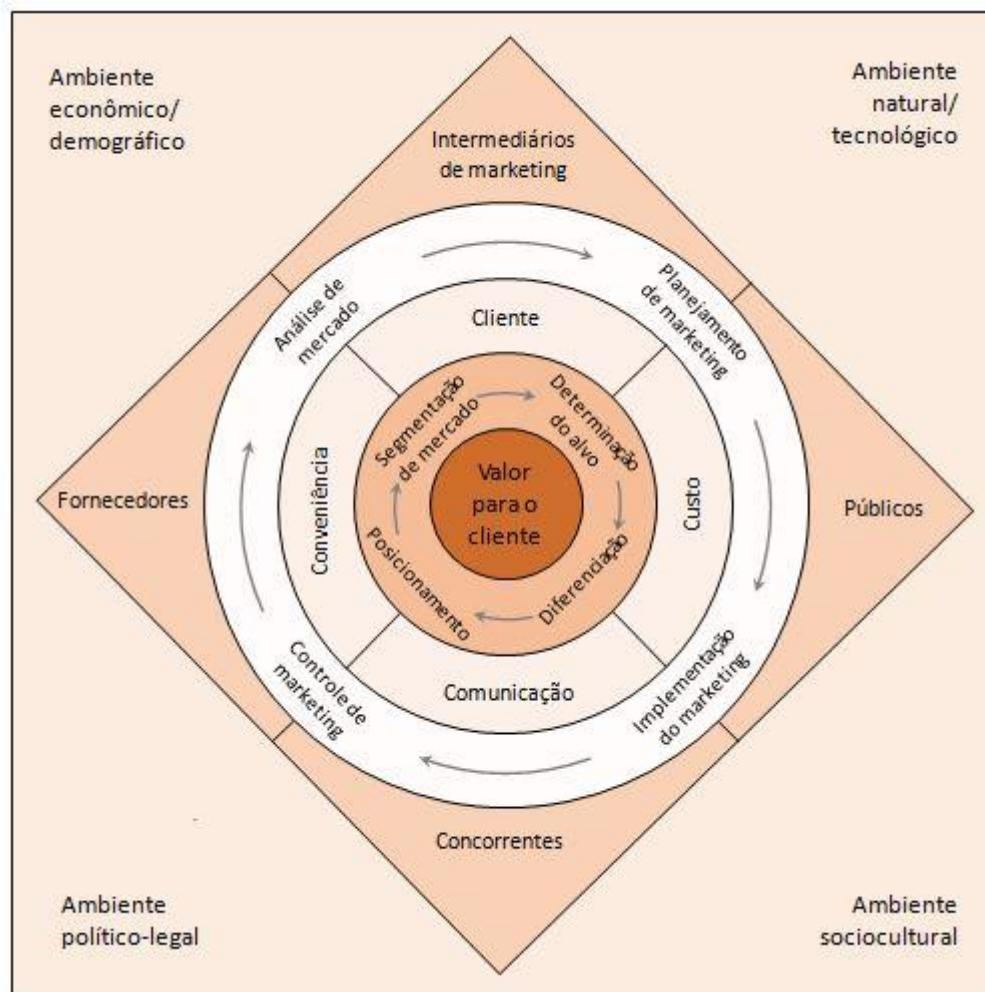 Ambiente
econômico/
demográfico
Ambiente
natural/
tecnológico
Intermediários
de marketing
Análise de
mercado
Planejamento
de marketing
Cliente
Segmentação
de mercado
Determinação
do alvo
Fornecedores
Conveniência
Valor
para o
cliente
Custo
Públicos
Posicionamento
Diferenciação
Controle de
marketing
Comunicação
Implementação
do marketing
Concorrentes
Ambiente
político-legal
Ambiente
sociocultural